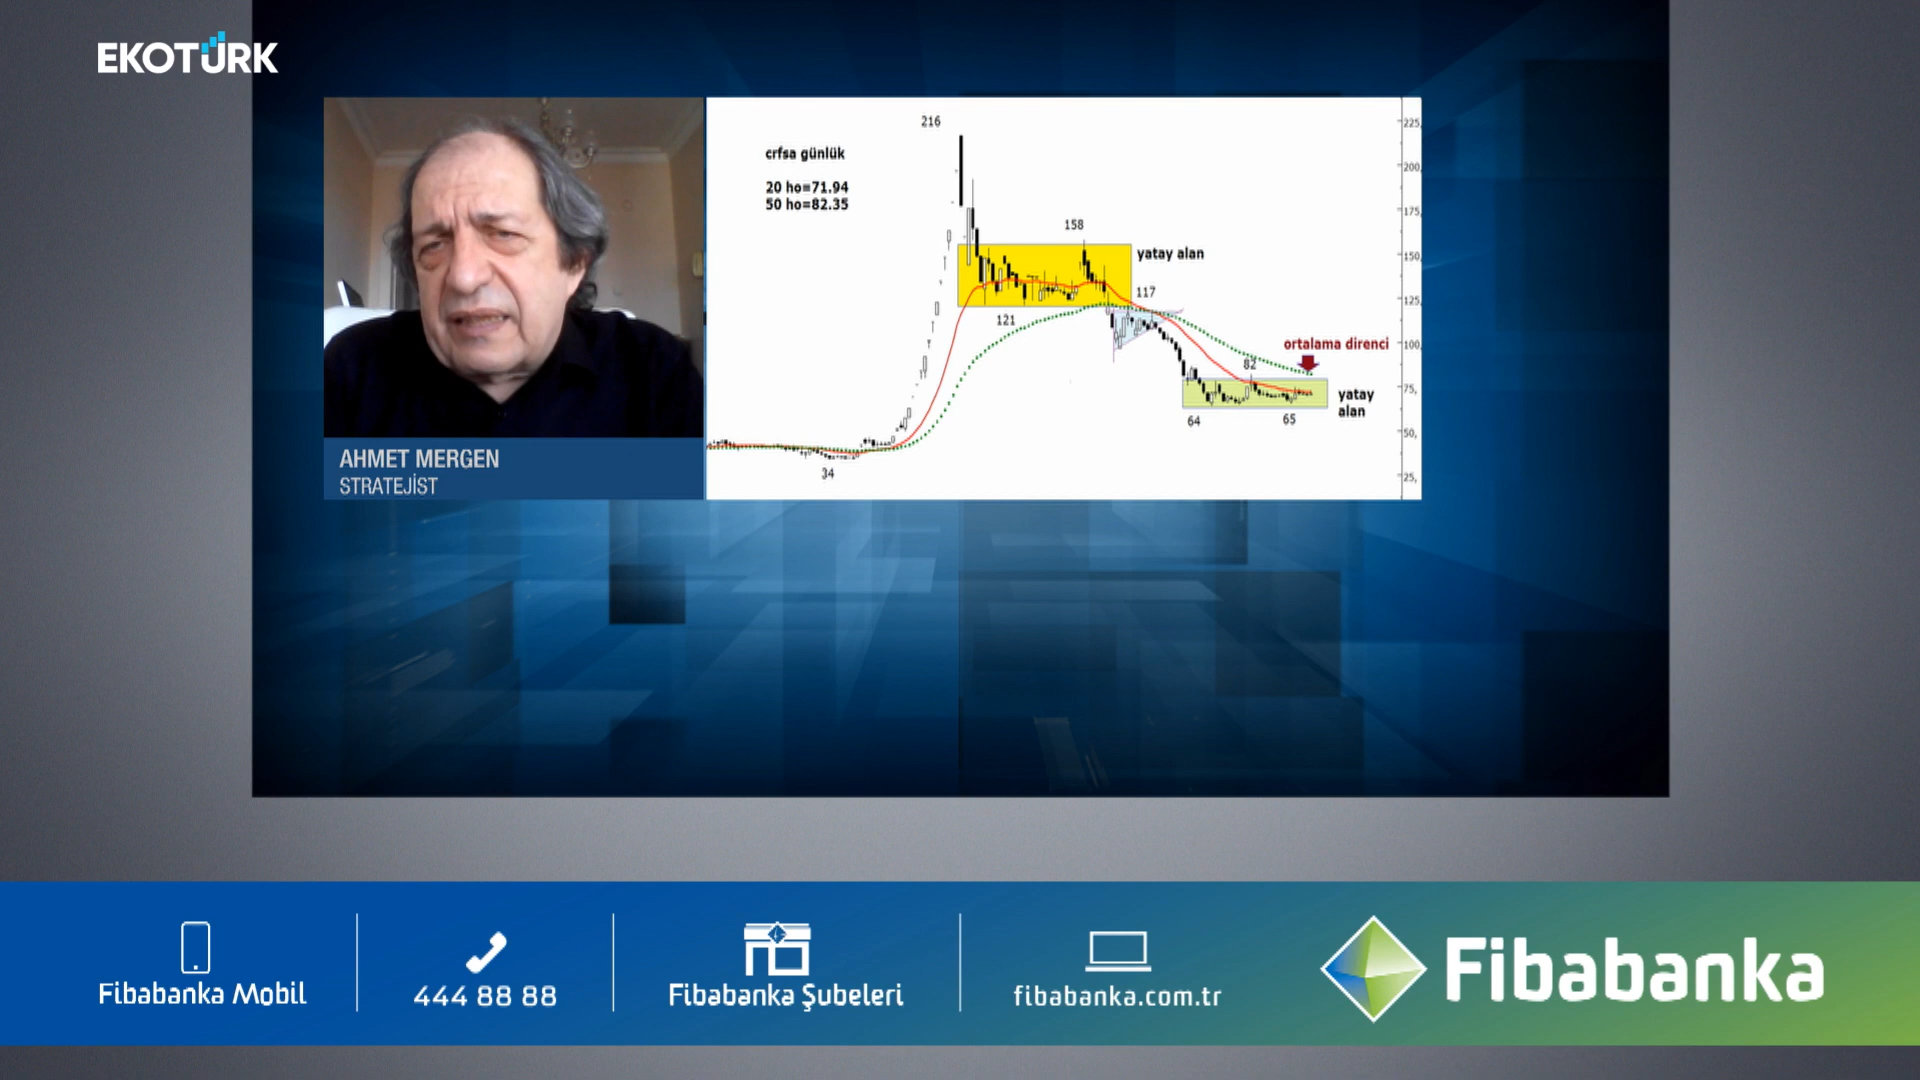 EKOTÜRK
AHMET MERGEN
STRATEJİST
crfsa günlük
20 ho=71.94
50 ho=82.35
216
158
yatay alan
117
121
ortalama direnci
82
yatay
alan
64
65
34
225,
200,
175,
150,
125,
100,
75,
50,
25,
Fibabanka Mobil
444 88 88
Fibabanka Şubeleri
fibabanka.com.tr
Fibabanka